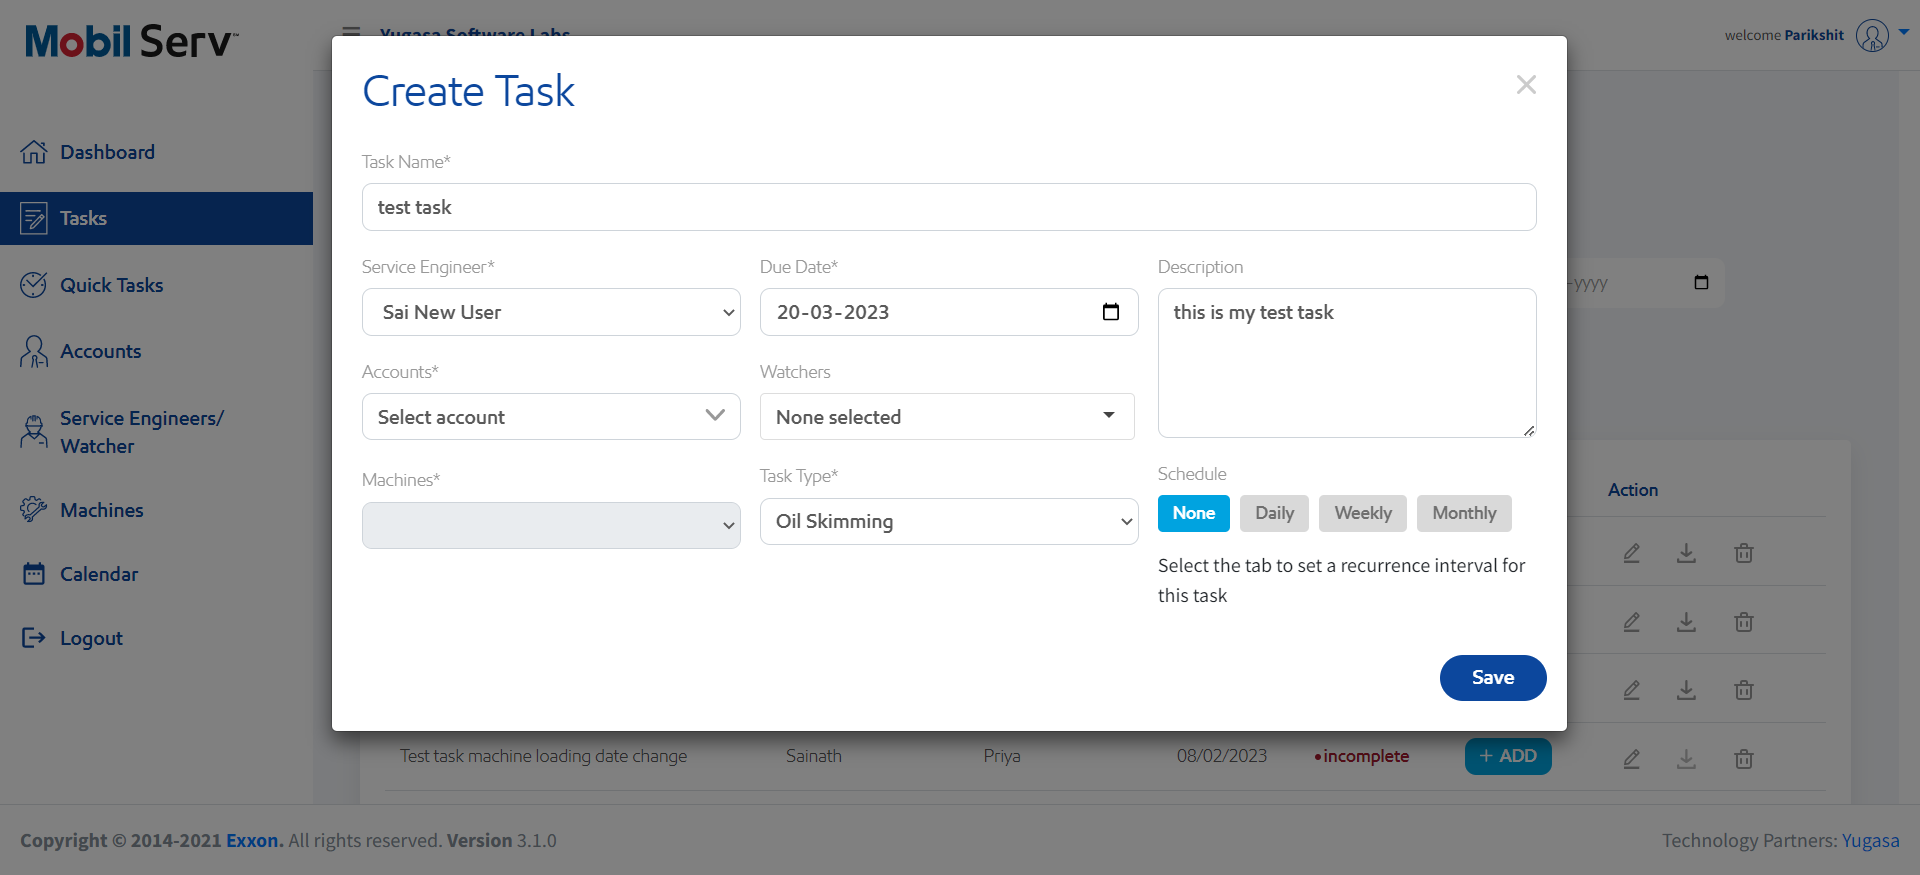 Mobil Serv™
Yugasa Software Labs
welcome Parikshit
Dashboard
Tasks
Quick Tasks
Accounts
Service Engineers/
Watcher
Machines
Calendar
Logout
Create Task
Task Name*
test task
Service Engineer*
Due Date*
Description
Sai New User
20-03-2023
this is my test task
-yyyy
Accounts*
Watchers
Select account
None selected
Machines*
Task Type*
Schedule
Oil Skimming
None
Daily
Weekly
Monthly
Select the tab to set a recurrence interval for
this task
Save
Action
Test task machine loading date change
Sainath
Priya
08/02/2023
•incomplete
+ ADD
Copyright © 2014-2021 Exxon. All rights reserved. Version 3.1.0
Technology Partners: Yugasa